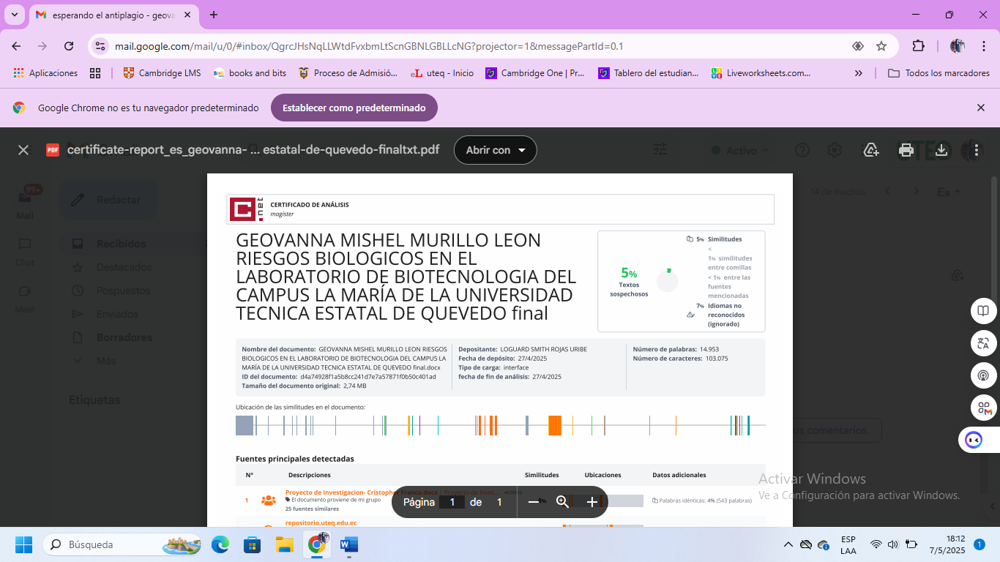 esperando el antiplagio - geova
mail.google.com/mail/u/0/#inbox/QgrcJHsNqLLWtdFvxbmLtScnGBNLGBLLcNG?projector=1&messagePartId=0.1
Aplicaciones
Cambridge LMS
books and bits
Proceso de Admisió...
eL uteq - Inicio
Cambridge One | Pr...
Tablero del estudian...
Liveworksheets.com...
Todos los marcadores
Google Chrome no es tu navegador predeterminado
Establecer como predeterminado
PDF certificate-report_es_geovanna- ... estatal-de-quevedo-finaltxt.pdf
Abrir con
Activo
UTEQ
99+
Mail
Chat
Meet
Redactar
Recibidos
Destacados
Pospuestos
Enviados
Borradores
Más
Etiquetas
14 de muchas
Es
CERTIFICADO DE ANÁLISIS
magister
GEOVANNA MISHEL MURILLO LEON
RIESGOS BIOLOGICOS EN EL
LABORATORIO DE BIOTECNOLOGIA DEL
CAMPUS LA MARÍA DE LA UNIVERSIDAD
TECNICA ESTATAL DE QUEVEDO final
5%
Textos
sospechosos
5% Similitudes
<
1% similitudes
entre comillas
< 1% entre las
fuentes
mencionadas
7% Idiomas no
reconocidos
(ignorado)
Nombre del documento: GEOVANNA MISHEL MURILLO LEON RIESGOS
BIOLOGICOS EN EL LABORATORIO DE BIOTECNOLOGIA DEL CAMPUS LA
MARÍA DE LA UNIVERSIDAD TECNICA ESTATAL DE QUEVEDO final.docx
ID del documento: d4a74928f1a5b8cc241d7e7a57871f0b50c401ad
Tamaño del documento original: 2,74 MB
Depositante: LOGUARD SMITH ROJAS URIBE
Fecha de depósito: 27/4/2025
Tipo de carga: interface
fecha de fin de análisis: 27/4/2025
Número de palabras: 14.953
Número de caracteres: 103.075
Ubicación de las similitudes en el documento:
us comentarios.
Fuentes principales detectadas
N° Descripciones Similitudes Ubicaciones Datos adicionales
1
Proyecto de Investigacion- Cristopher Franco.docx | Proyecto de Inves...
El documento proviene de mi grupo
25 fuentes similares
4%
Palabras idénticas: 4% (543 palabras)
repositorio.uteq.edu.ec
Página 1 de 1
Activar Windows
Ve a Configuración para activar Windows.
Búsqueda
ESP
LAA
18:12
7/5/2025
1